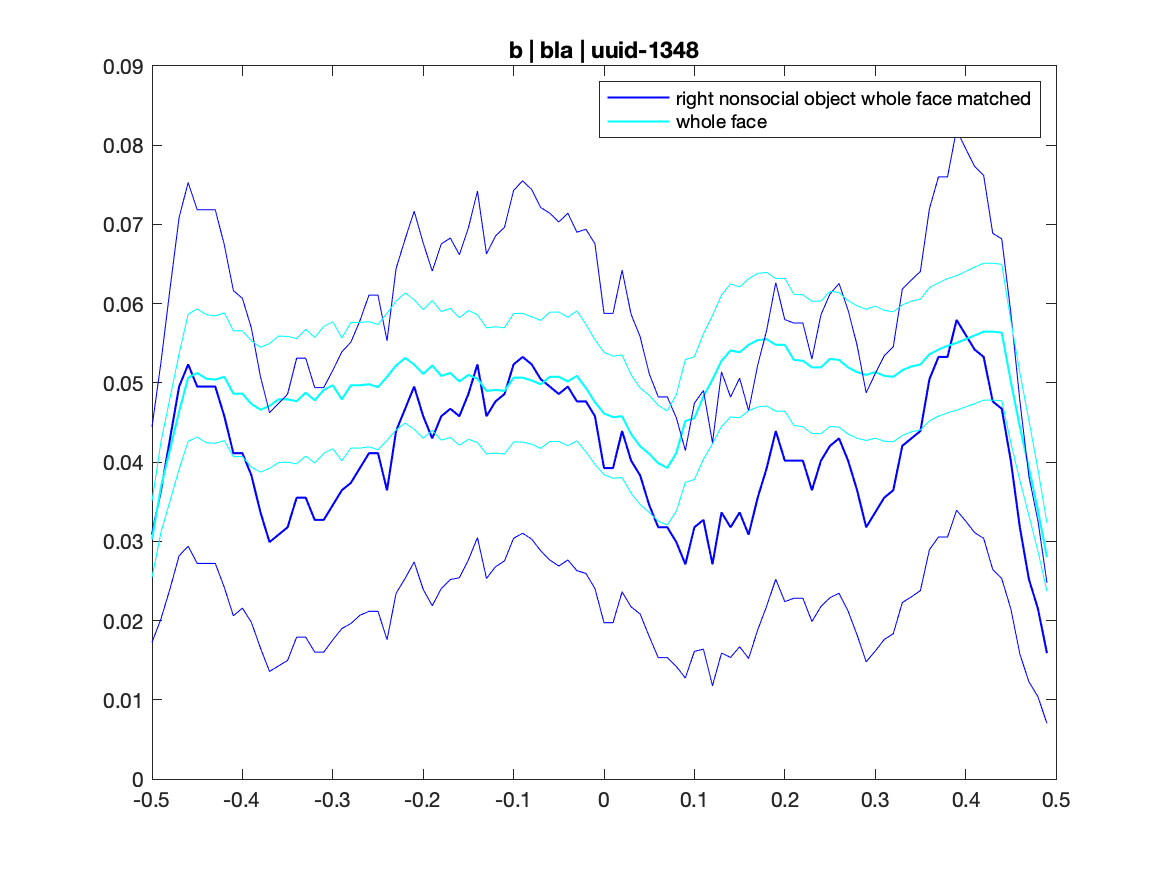 b | bla | uuid-1348
right nonsocial object whole face matched
whole face
0.09
0.08
0.07
0.06
0.05
0.04
0.03
0.02
0.01
0
-0.5 -0.4 -0.3 -0.2 -0.1 0 0.1 0.2 0.3 0.4 0.5